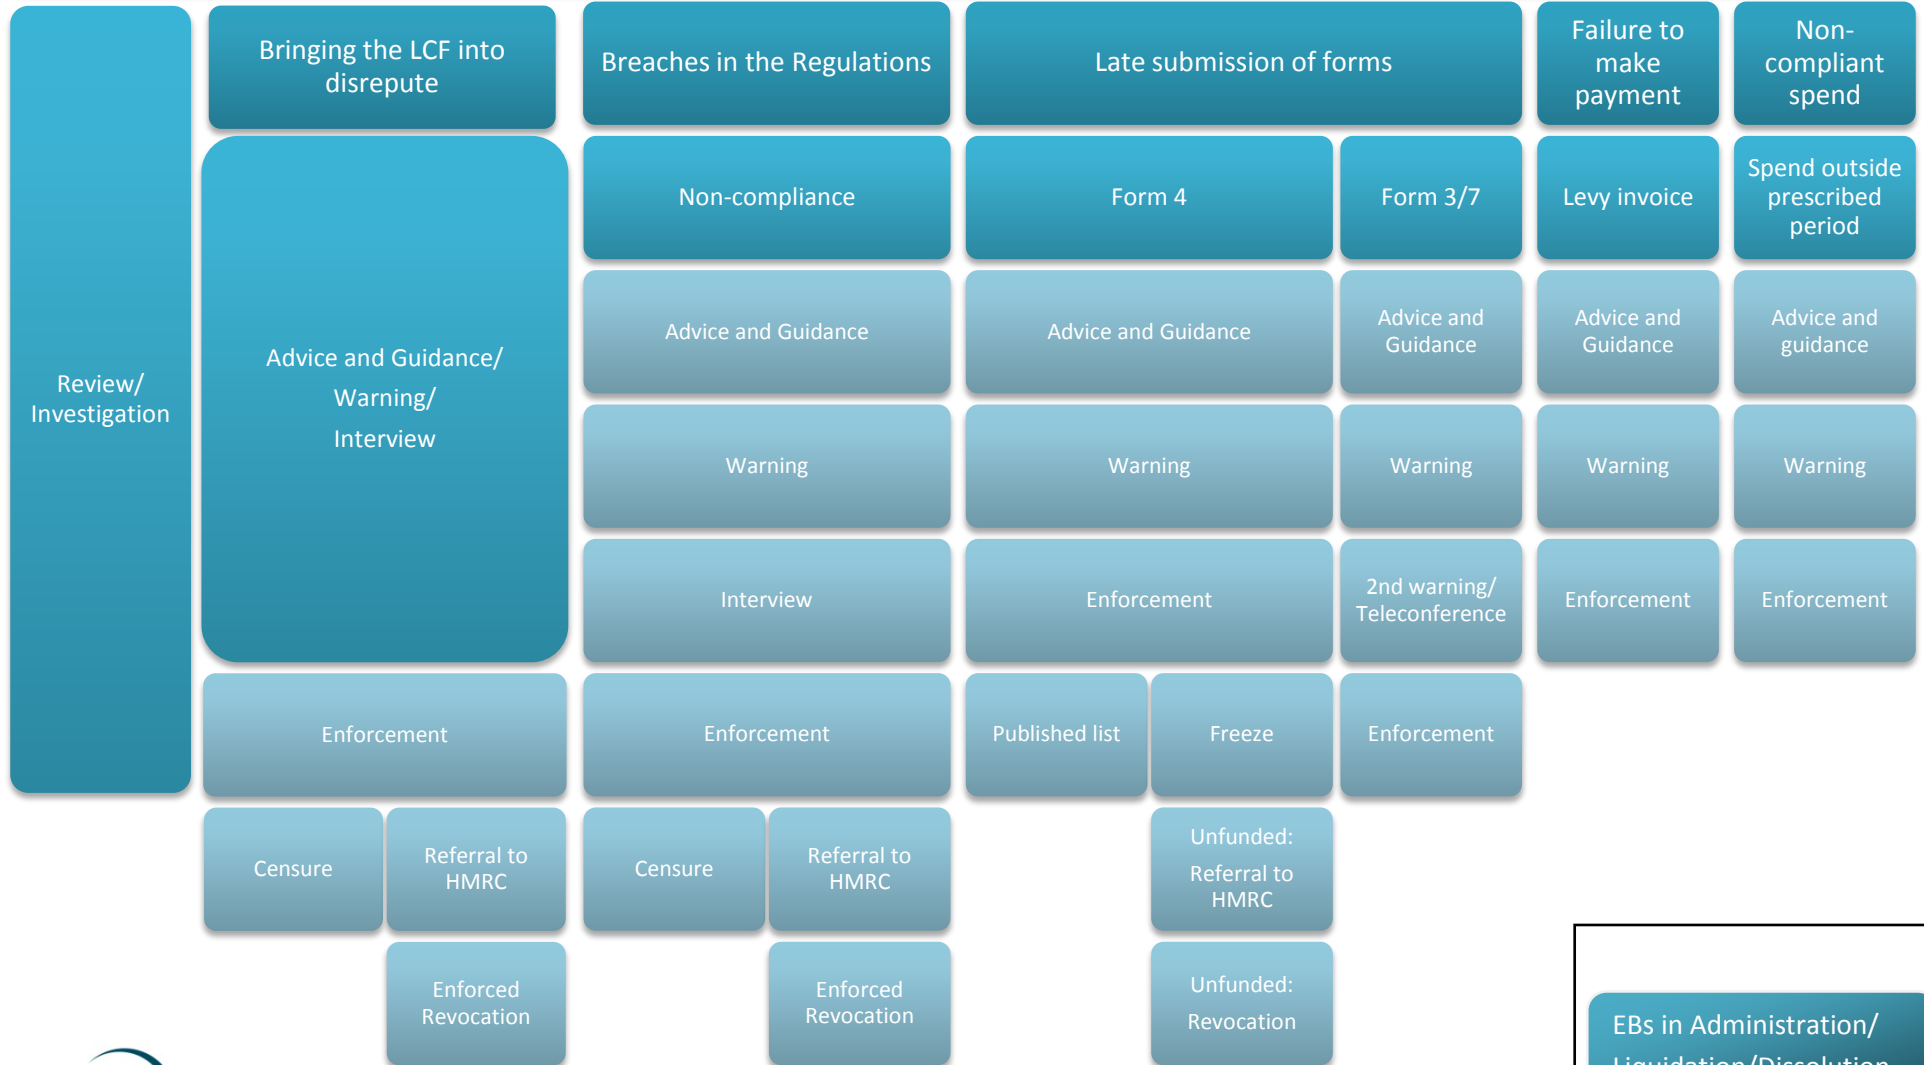 Review/
Investigation
Bringing the LCF into
disrepute
Breaches in the Regulations
Late submission of forms
Failure to
make
payment
Non-
compliant
spend
Advice and Guidance/
Warning/
Interview
Non-compliance
Form 4
Form 3/7
Levy invoice
Spend outside
prescribed
period
Advice and Guidance
Advice and Guidance
Advice and
Guidance
Advice and
Guidance
Advice and
guidance
Warning
Warning
Warning
Warning
Warning
Interview
Enforcement
2nd warning/
Teleconference
Enforcement
Enforcement
Enforcement
Enforcement
Published list
Freeze
Enforcement
Censure
Referral to
HMRC
Censure
Referral to
HMRC
Unfunded:
Referral to
HMRC
Enforced
Revocation
Enforced
Revocation
Unfunded:
Revocation
EBs in Administration/
Liquidation/Dissolution